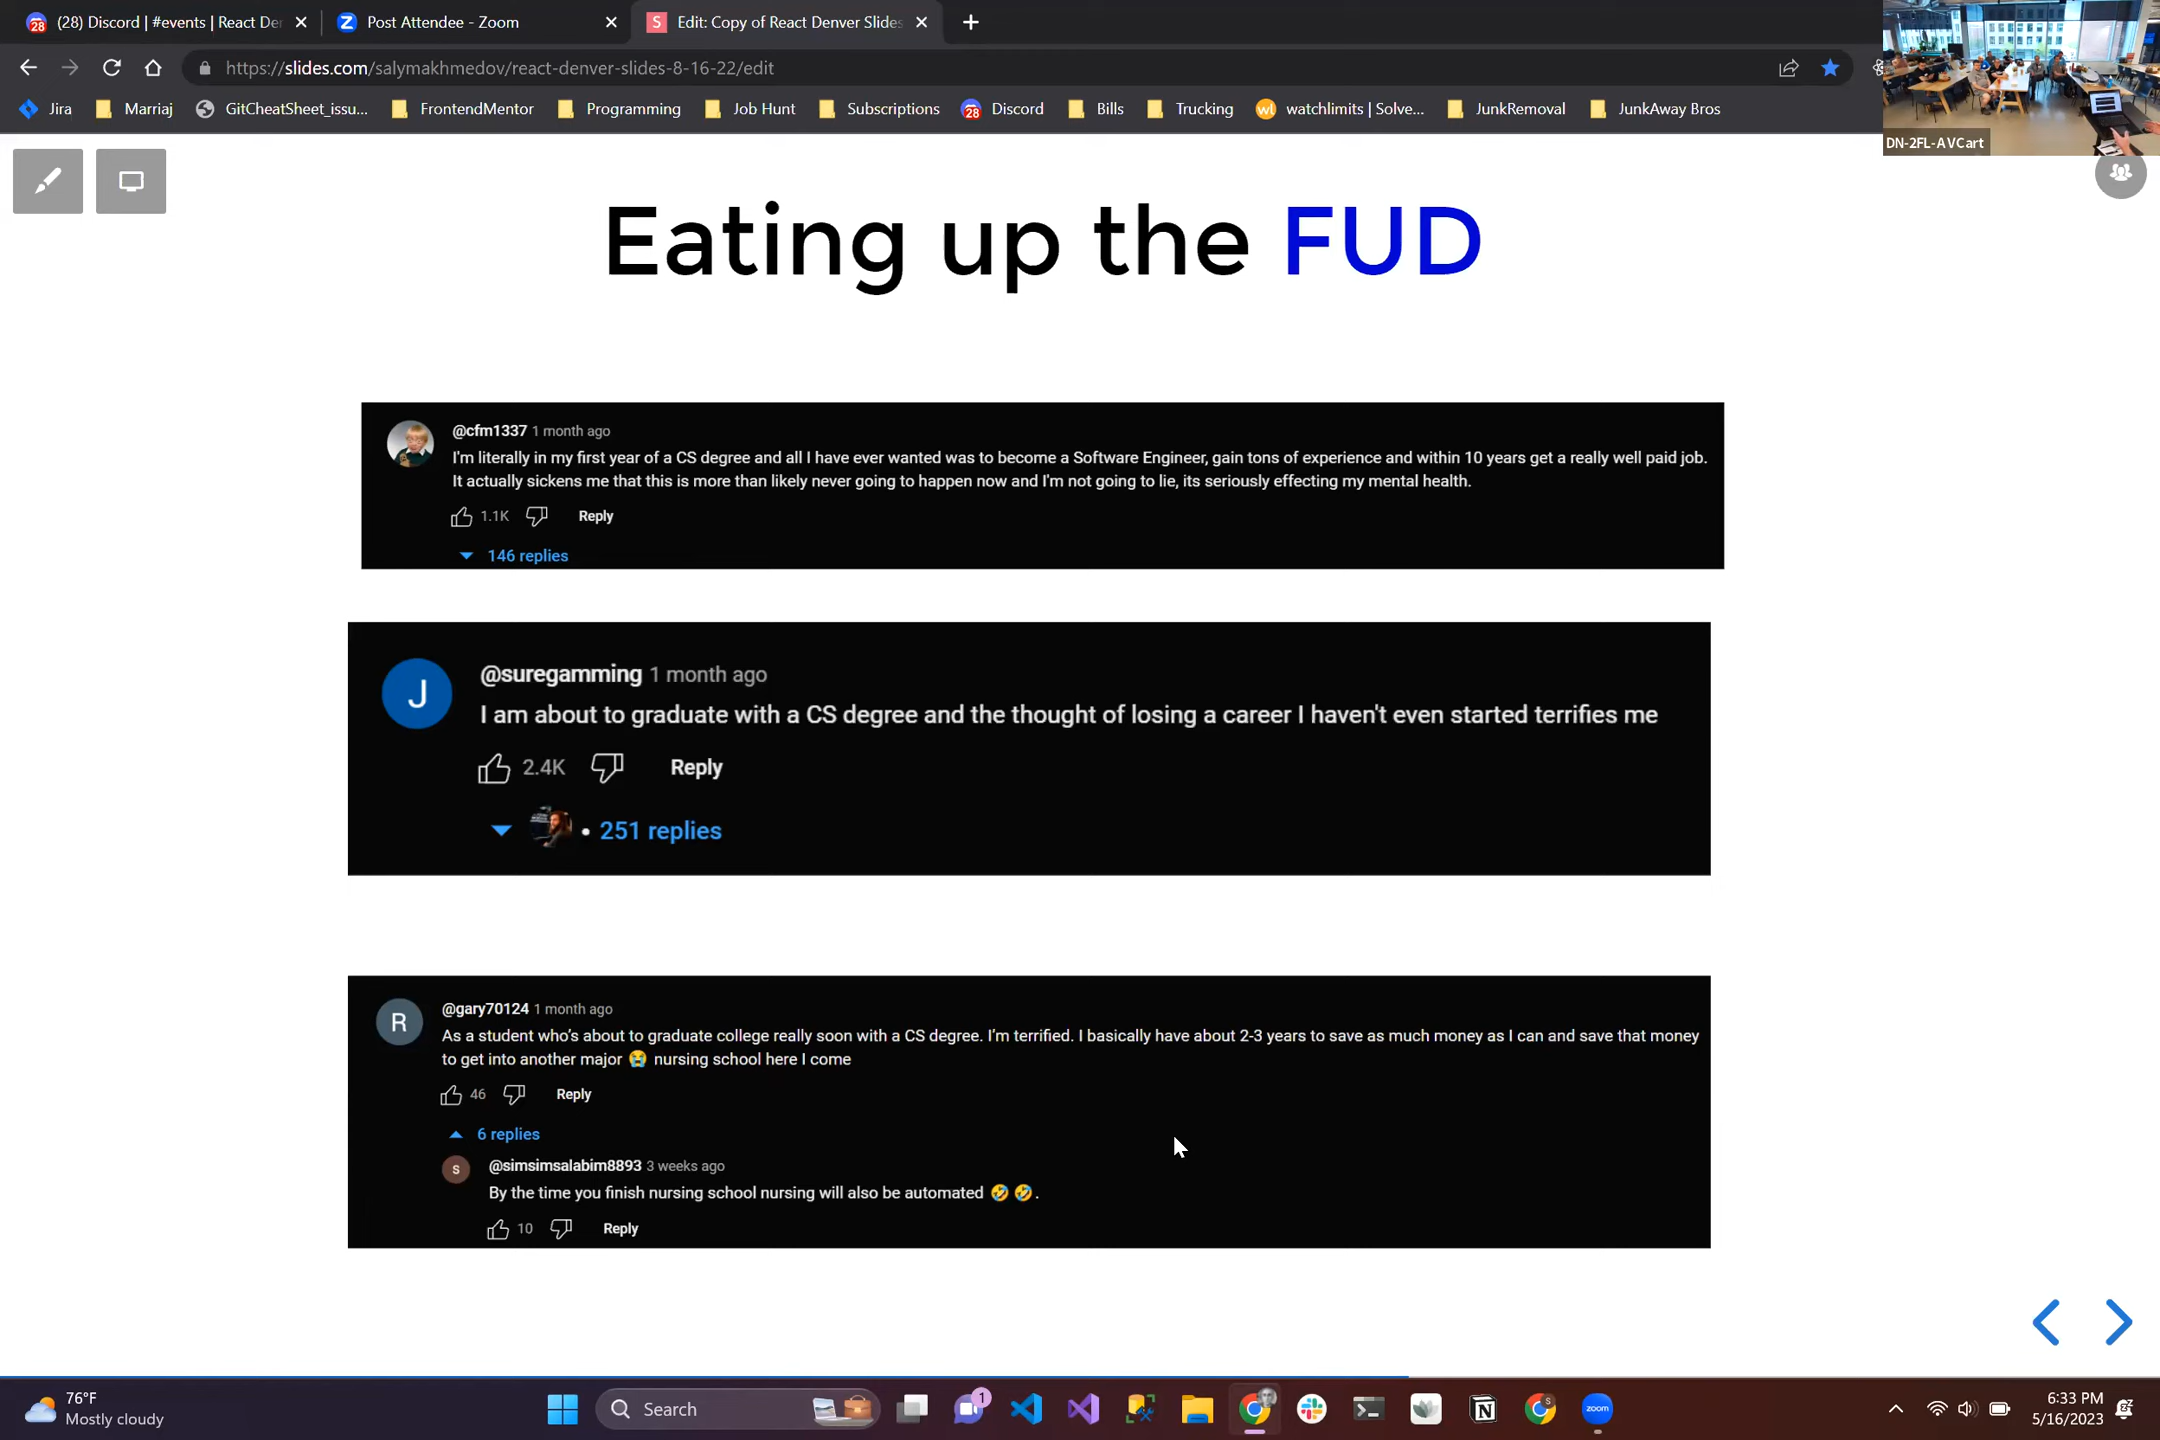 (28) Discord | #events | React De
Post Attendee - Zoom
Edit: Copy of React Denver Slides
https://slides.com/salymakhmedov/react-denver-slides-8-16-22/edit
Jira
Marriaj
GitCheatSheet_issu...
FrontendMentor
Programming
Job Hunt
Subscriptions
28
Discord
Bills
Trucking
wl
watchlimits | Solve...
JunkRemoval
JunkAway Bros
DN-2FL-AVCart
Eating up the FUD
@cfm1337 1 month ago
I'm literally in my first year of a CS degree and all I have ever wanted was to become a Software Engineer, gain tons of experience and within 10 years get a really well paid job.
It actually sickens me that this is more than likely never going to happen now and I'm not going to lie, its seriously effecting my mental health.
1.1K Reply
146 replies
J
@suregamming 1 month ago
I am about to graduate with a CS degree and the thought of losing a career I haven't even started terrifies me
2.4K Reply
• 251 replies
R
@gary70124 1 month ago
As a student who’s about to graduate college really soon with a CS degree. I’m terrified. I basically have about 2-3 years to save as much money as I can and save that money
to get into another major 😭 nursing school here I come
46 Reply
6 replies
S
@simsimsalabim8893 3 weeks ago
By the time you finish nursing school nursing will also be automated 🤣 🤣 .
10 Reply
76°F
Mostly cloudy
Search
1
zoom
6:33 PM
5/16/2023